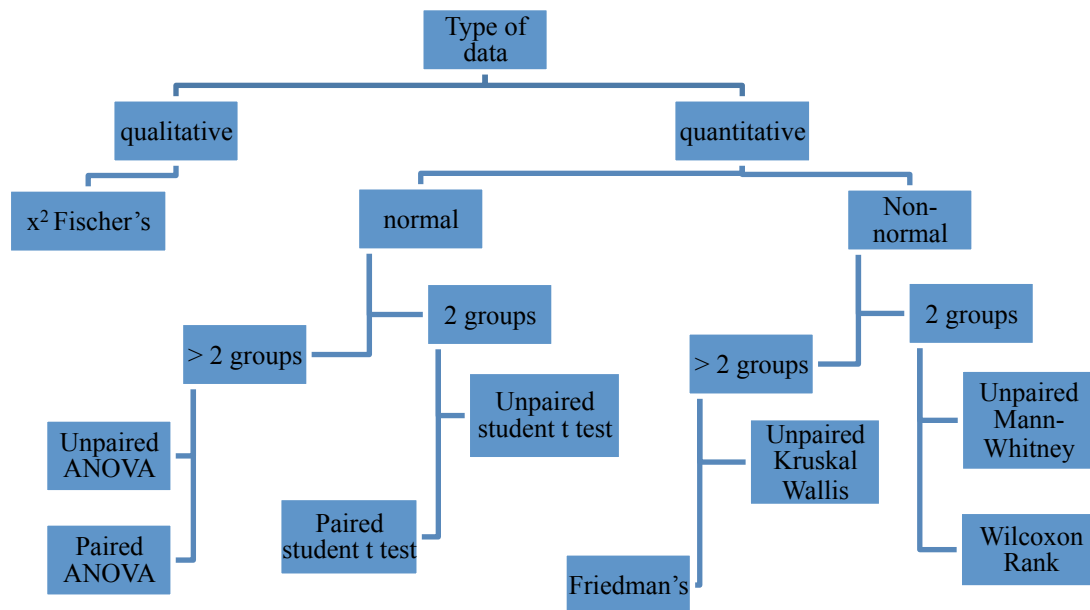 Type of
data
qualitative
quantitative
x² Fischer’s
normal
Non-
normal
2 groups
> 2 groups
2 groups
> 2 groups
Unpaired
student t test
Unpaired
Mann-
Whitney
Unpaired
ANOVA
Unpaired
Kruskal
Wallis
Paired
student t test
Paired
ANOVA
Wilcoxon
Rank
Friedman’s